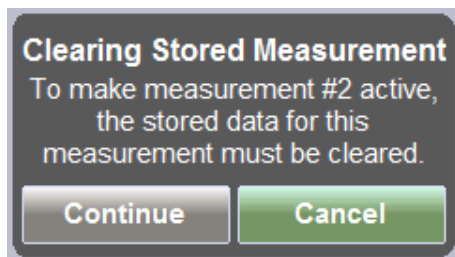 Clearing Stored Measurement
To make measurement #2 active,
the stored data for this
measurement must be cleared.
Continue
Cancel